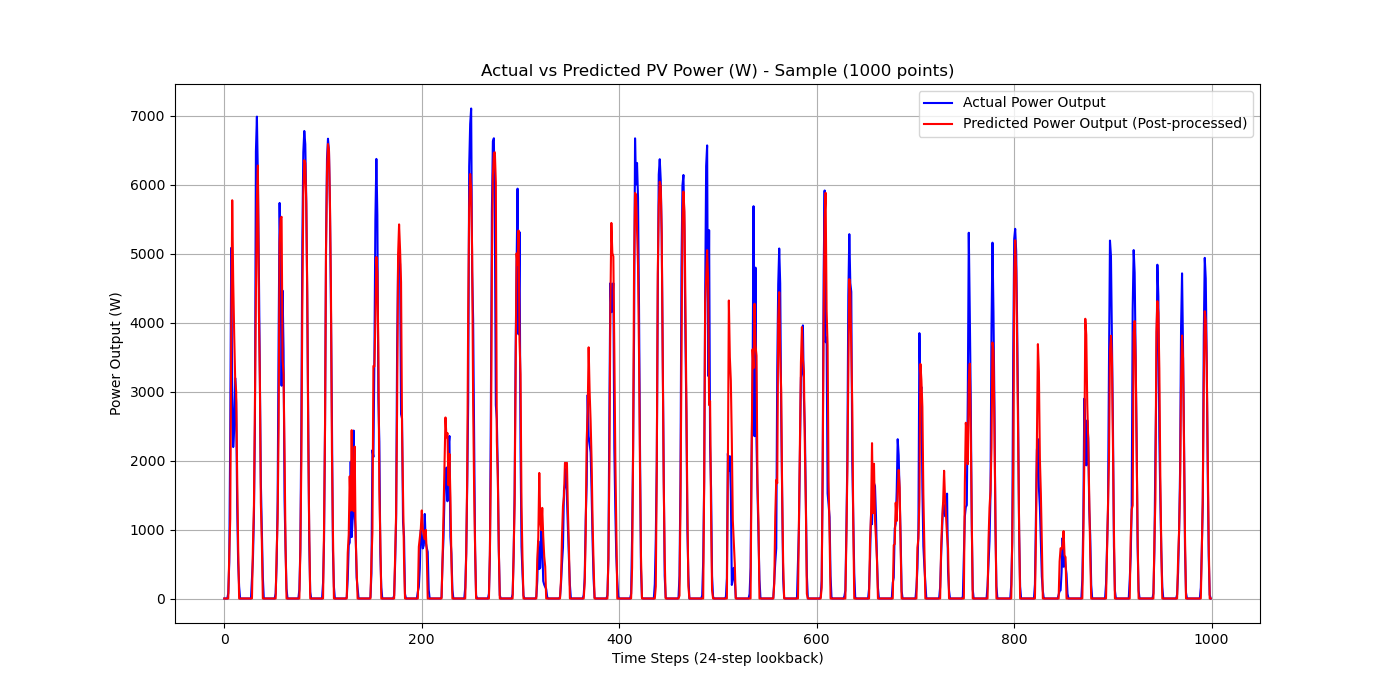 Actual vs Predicted PV Power (W) - Sample (1000 points)
Actual Power Output
Predicted Power Output (Post-processed)
Power Output (W)
7000
6000
5000
4000
3000
2000
1000
0
0 200 400 600 800 1000
Time Steps (24-step lookback)